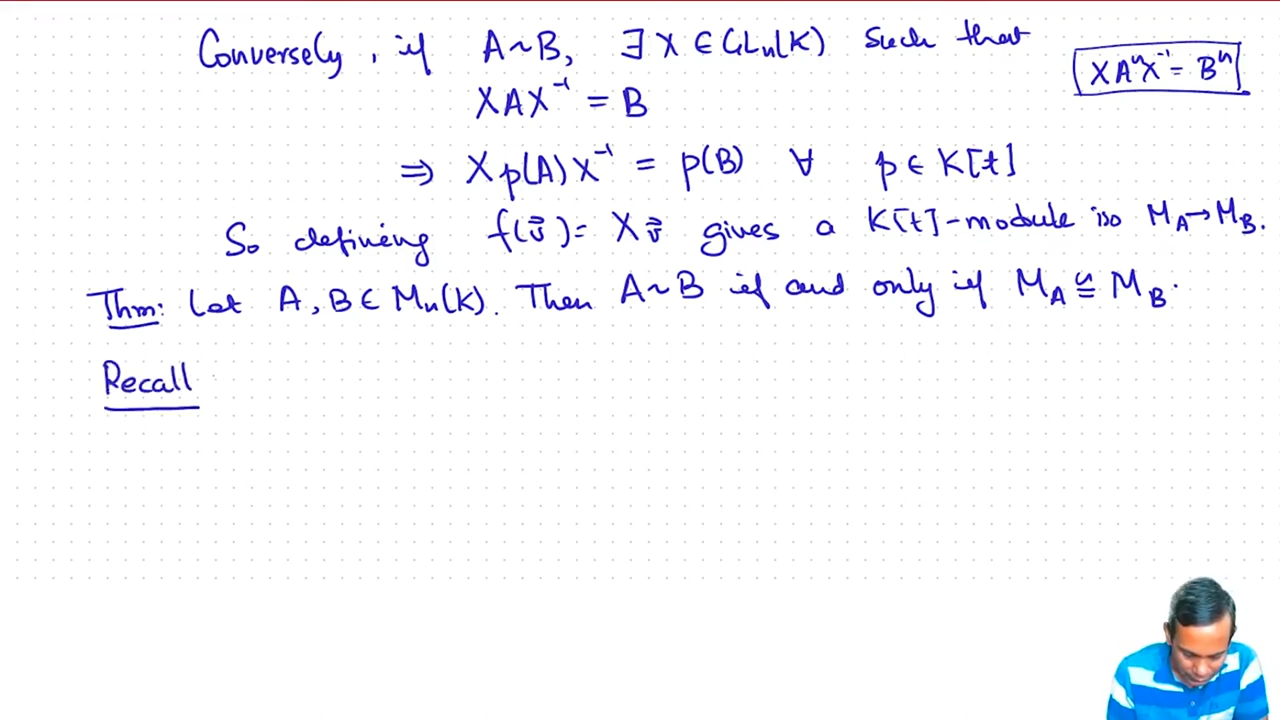 Conversely, if A~B, ∃ X ∈ GLₙ(K) such that
XAⁿX⁻¹ = Bⁿ
XAX⁻¹ = B
⇒ Xp(A)X⁻¹ = p(B) ∀ p ∈ K[t]
So defining f(v⃗) = Xv⃗ gives a K[t]-module iso M_A → M_B.
Thm: Let A, B ∈ Mₙ(K). Then A~B if and only if M_A ≅ M_B.
Recall